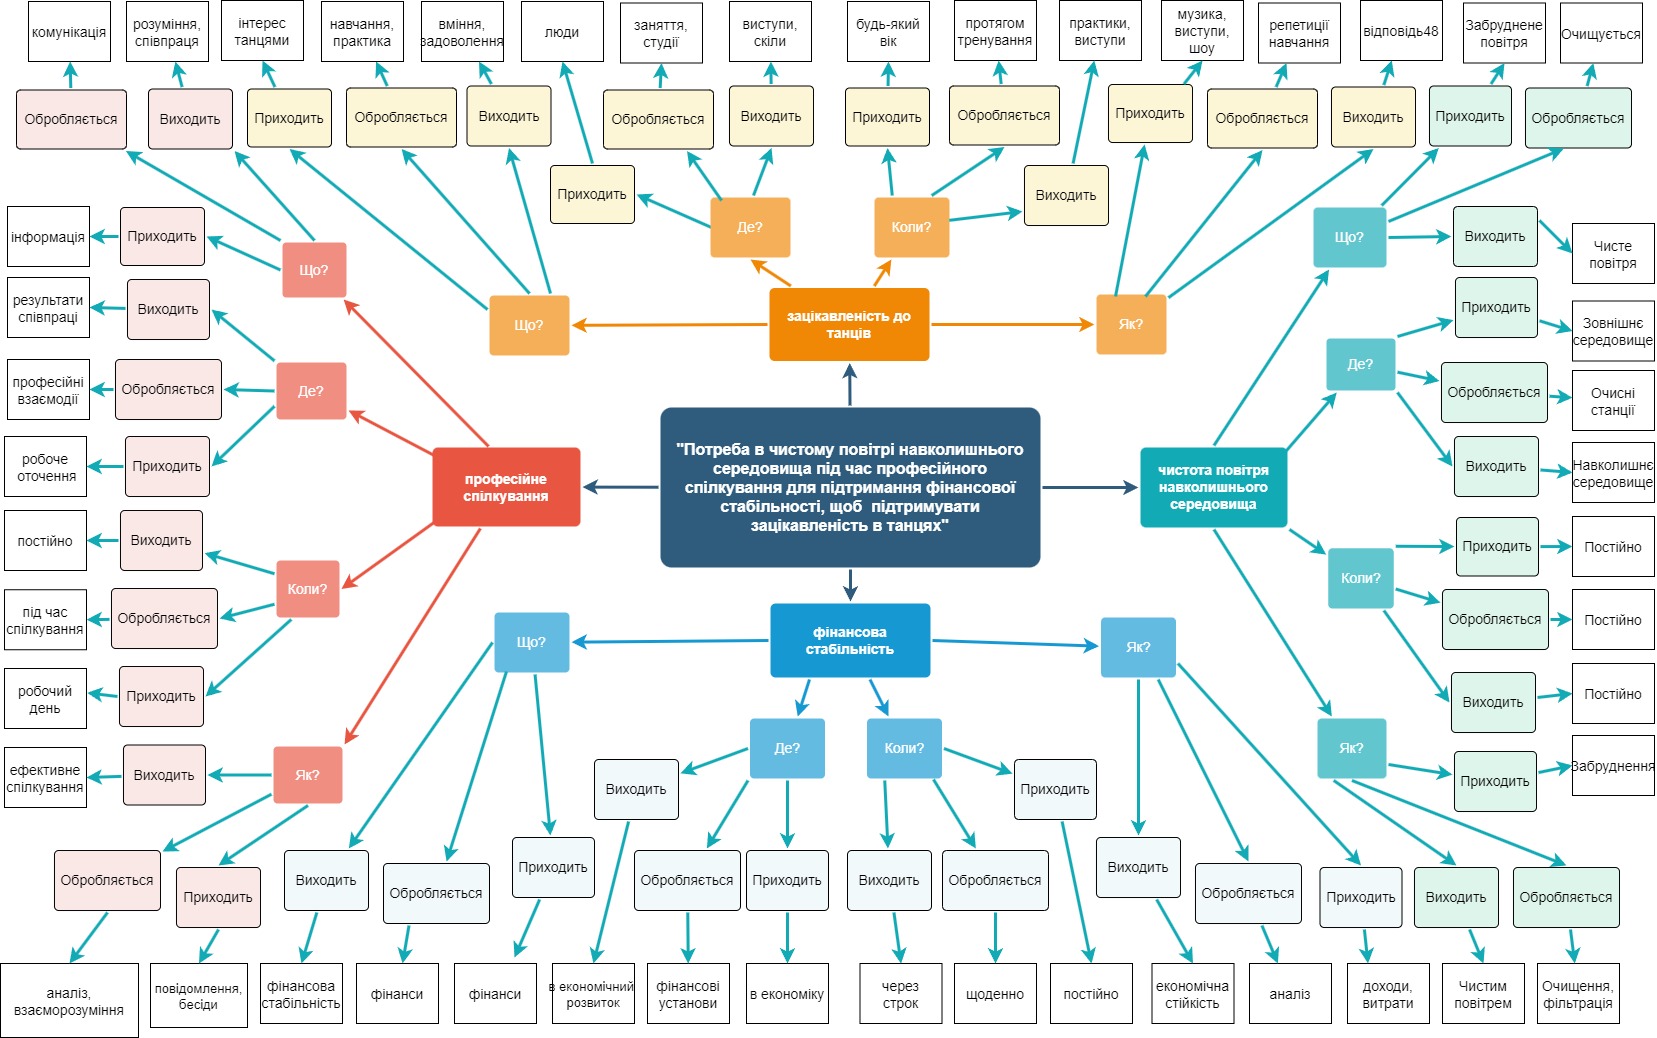 комунікація
розуміння,
співпраця
інтерес
танцями
навчання,
практика
вміння,
задоволення
люди
заняття,
студії
виступи,
скіли
будь-який
вік
протягом
тренування
практики,
виступи
музика,
виступи,
шоу
репетиції
навчання
відповідь48
Забруднене
повітря
Очищується
Обробляється
Виходить
Приходить
Обробляється
Виходить
Обробляється
Виходить
Приходить
Обробляється
Приходить
Обробляється
Виходить
Приходить
Обробляється
Приходить
Виходить
інформація
Приходить
Що?
Де?
Коли?
Що?
Виходить
Чисте
повітря
результати
співпраці
Виходить
Що?
зацікавленість до
танців
Як?
Приходить
Зовнішнє
середовище
професійні
взаємодії
Обробляється
Де?
Де?
Обробляється
Очисні
станції
робоче
оточення
Приходить
професійне
спілкування
"Потреба в чистому повітрі навколишнього
середовища під час професійного
спілкування для підтримання фінансової
стабільності, щоб  підтримувати
зацікавленість в танцях"
чистота повітря
навколишнього
середовища
Виходить
Навколишнє
середовище
постійно
Виходить
Коли?
Коли?
Приходить
Постійно
під час
спілкування
Обробляється
Що?
фінансова
стабільність
Як?
Обробляється
Постійно
робочий
день
Приходить
Виходить
Постійно
ефективне
спілкування
Виходить
Як?
Де?
Коли?
Як?
Приходить
Забруднення
Виходить
Приходить
Обробляється
Приходить
Виходить
Обробляється
Приходить
Обробляється
Приходить
Виходить
Обробляється
Виходить
Обробляється
Приходить
Виходить
Обробляється
аналіз,
взаєморозуміння
повідомлення,
бесіди
фінансова
стабільність
фінанси
фінанси
в економічний
розвиток
фінансові
установи
в економіку
через
строк
щоденно
постійно
економічна
стійкість
аналіз
доходи,
витрати
Чистим
повітрем
Очищення,
фільтрація